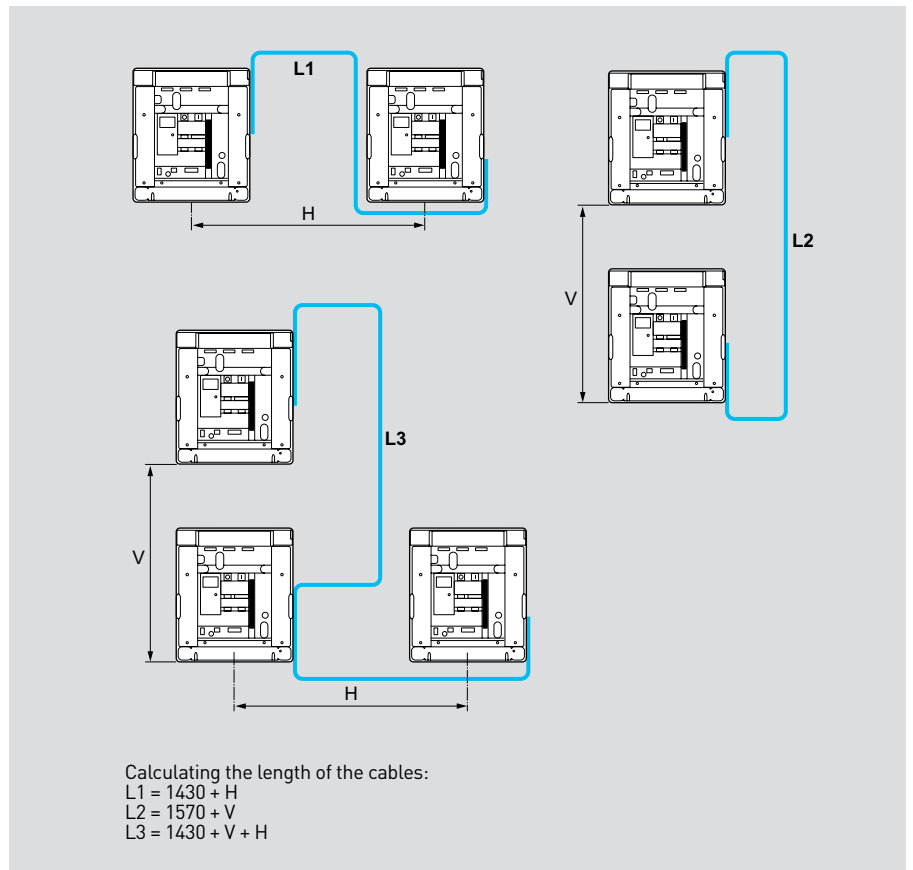 L1
H
L2
V
L3
V
H
Calculating the length of the cables:
L1 = 1430 + H
L2 = 1570 + V
L3 = 1430 + V + H